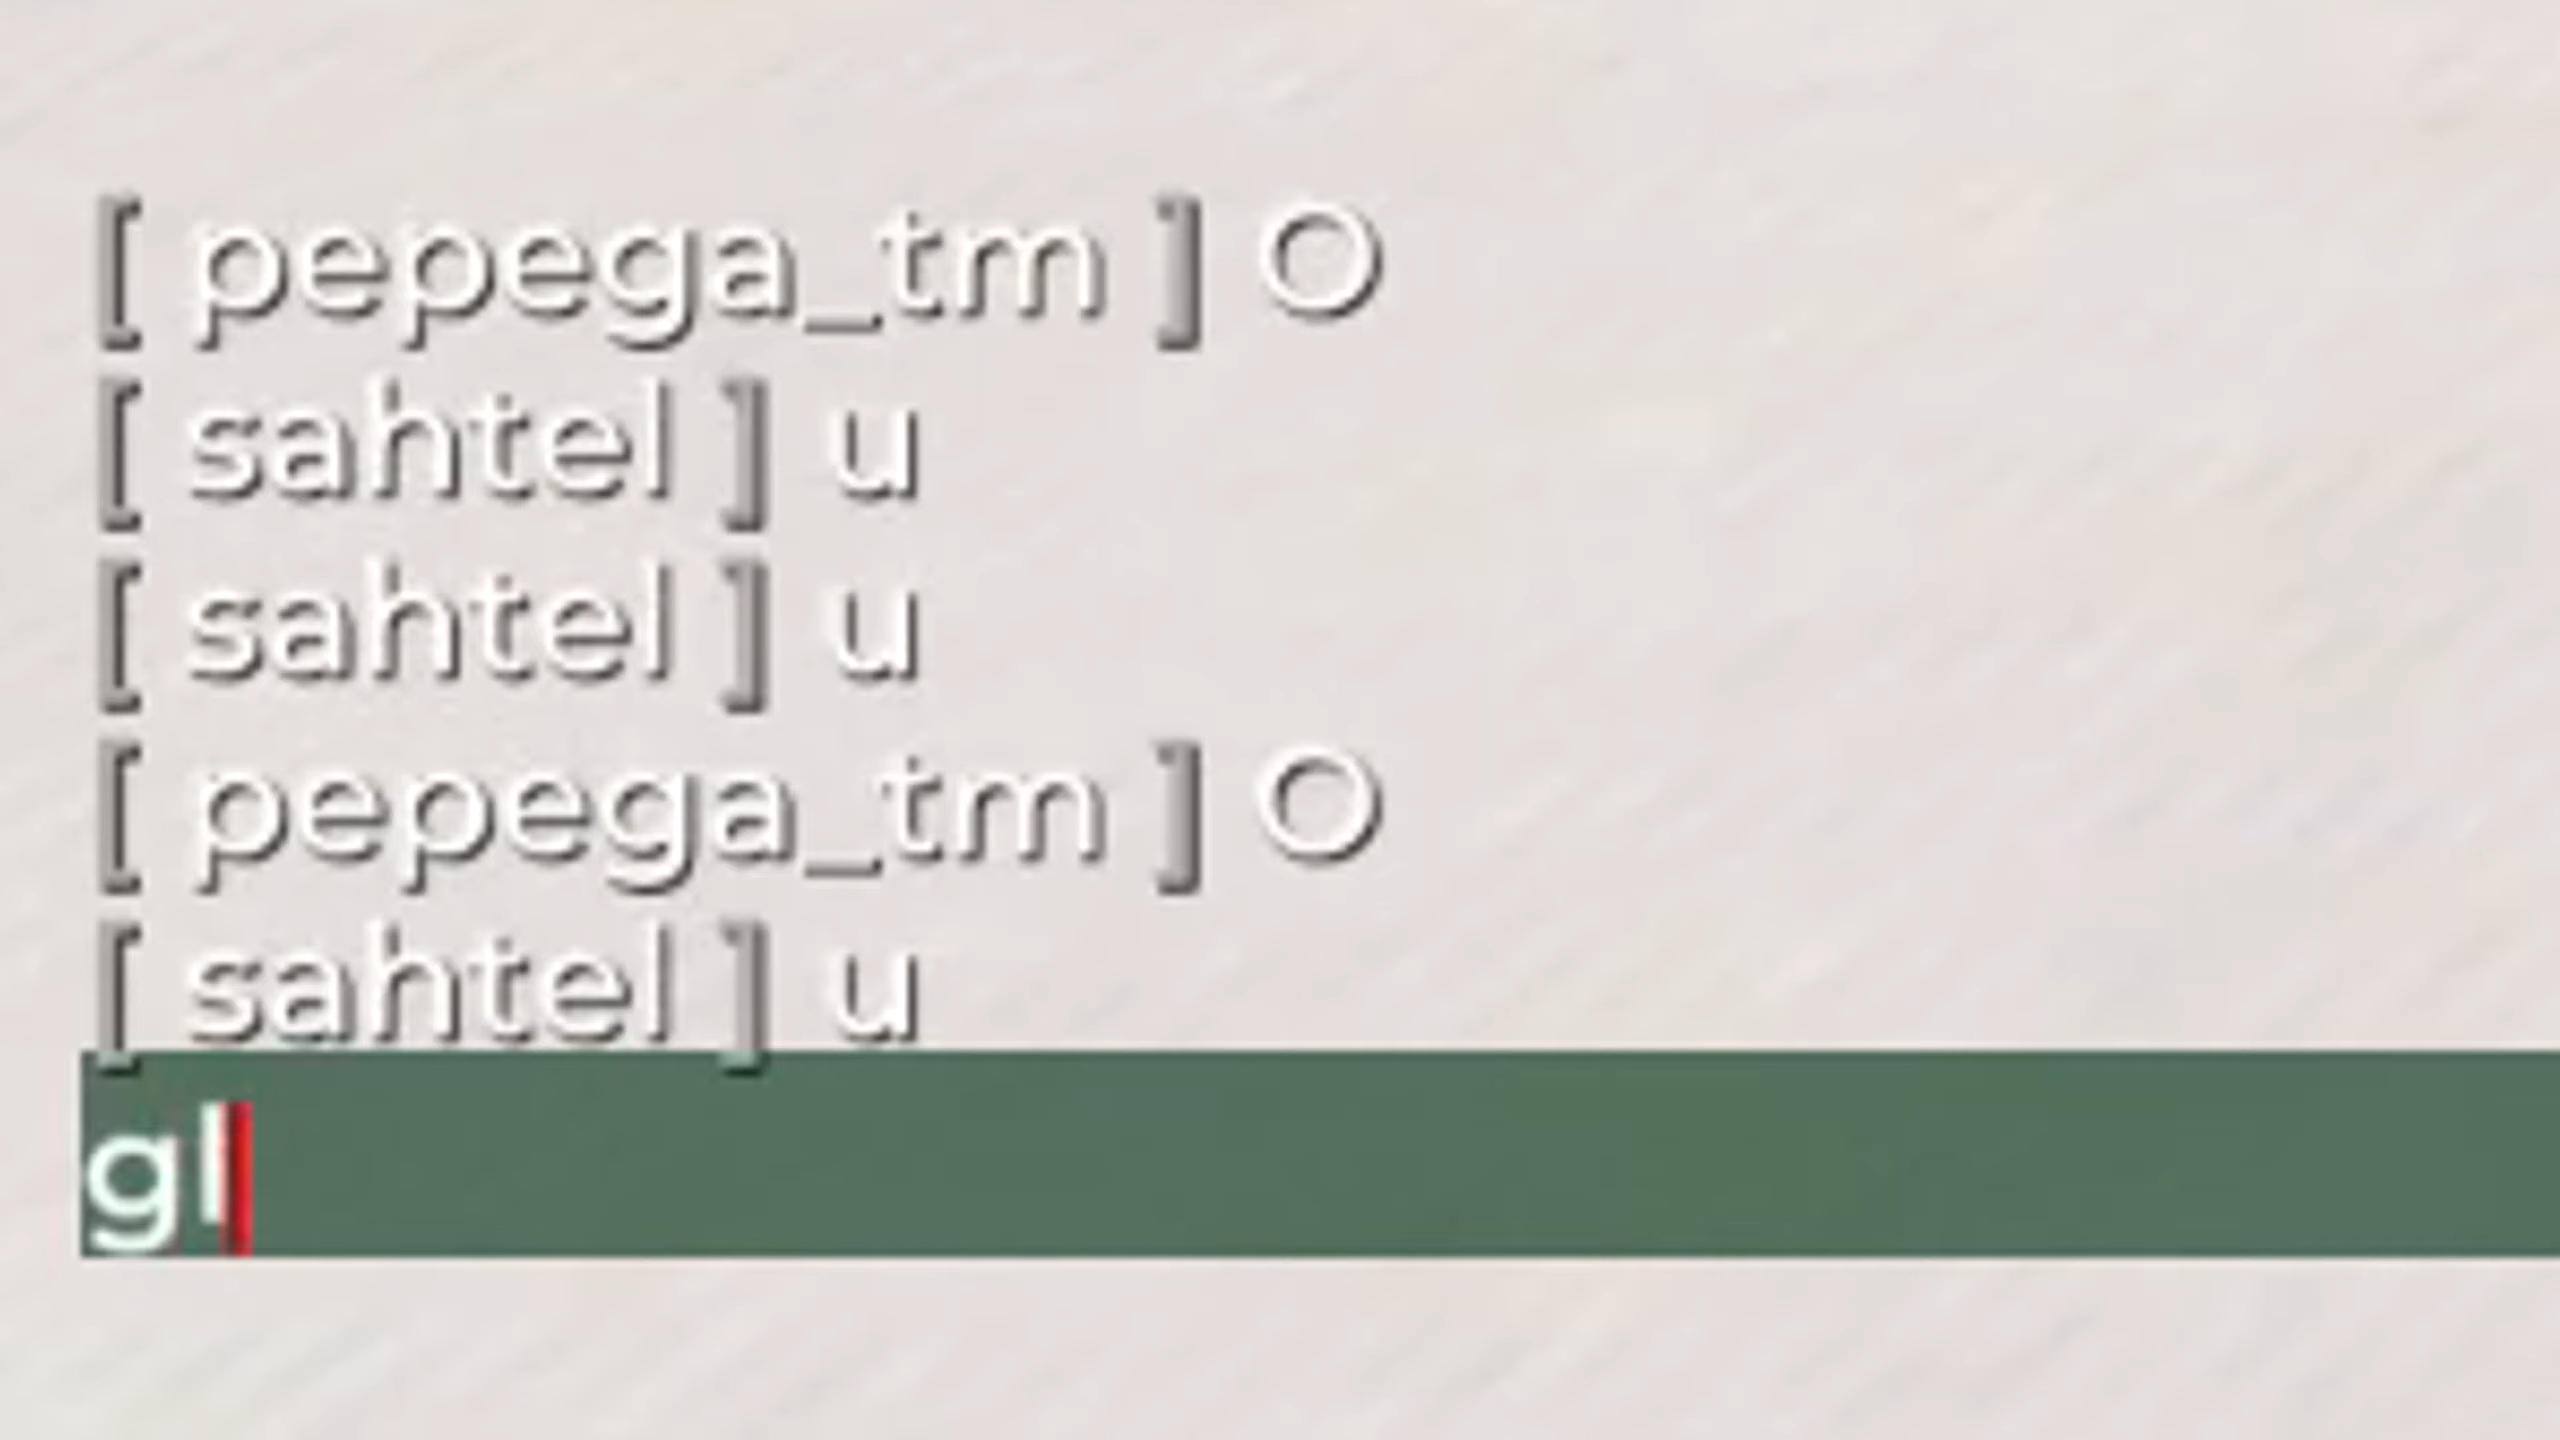 [ pepega_tm ] O
[ sahtel ] u
[ sahtel ] u
[ pepega_tm ] O
[ sahtel ] u
gl